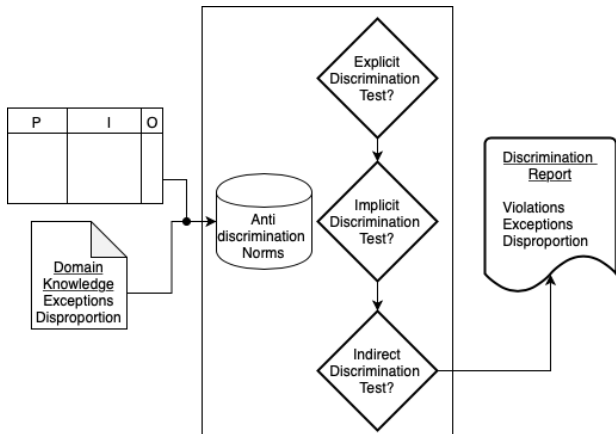 P I O
Domain
Knowledge
Exceptions
Disproportion
Anti
discrimination
Norms
Explicit
Discrimination
Test?
Implicit
Discrimination
Test?
Indirect
Discrimination
Test?
Discrimination
Report
Violations
Exceptions
Disproportion